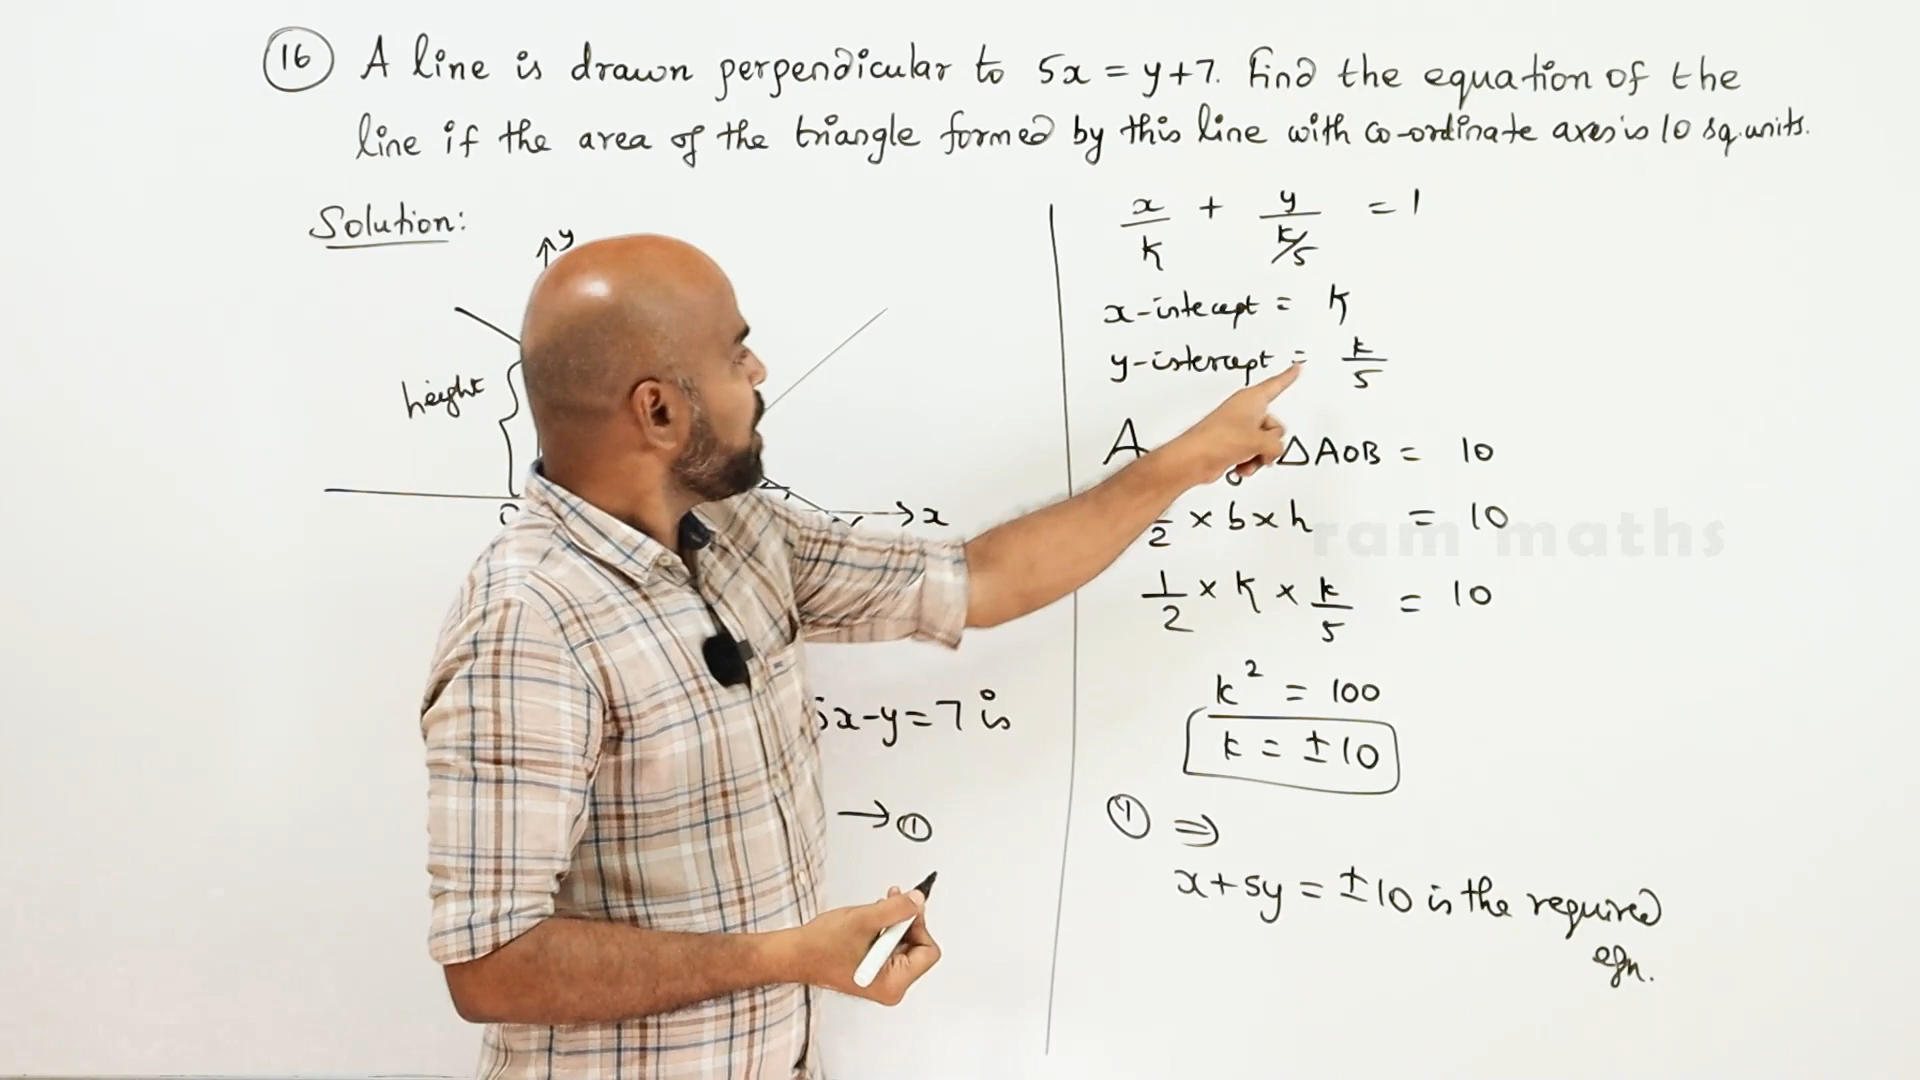 16 A line is drawn perpendicular to 5x = y+7. Find the equation of the
line if the area of the triangle formed by this line with co-ordinate axes is 10 sq.units.
Solution:
y
height
x
5x-y=7 is
→ ①
x/k + y/(k/5) = 1
x-intecept = k
y-intercept = k/5
A ΔAOB = 10
2 × b × h = 10
1/2 × k × k/5 = 10
k² = 100
k = ±10
① ⇒
x+5y = ±10 is the required
eqn.
ram maths